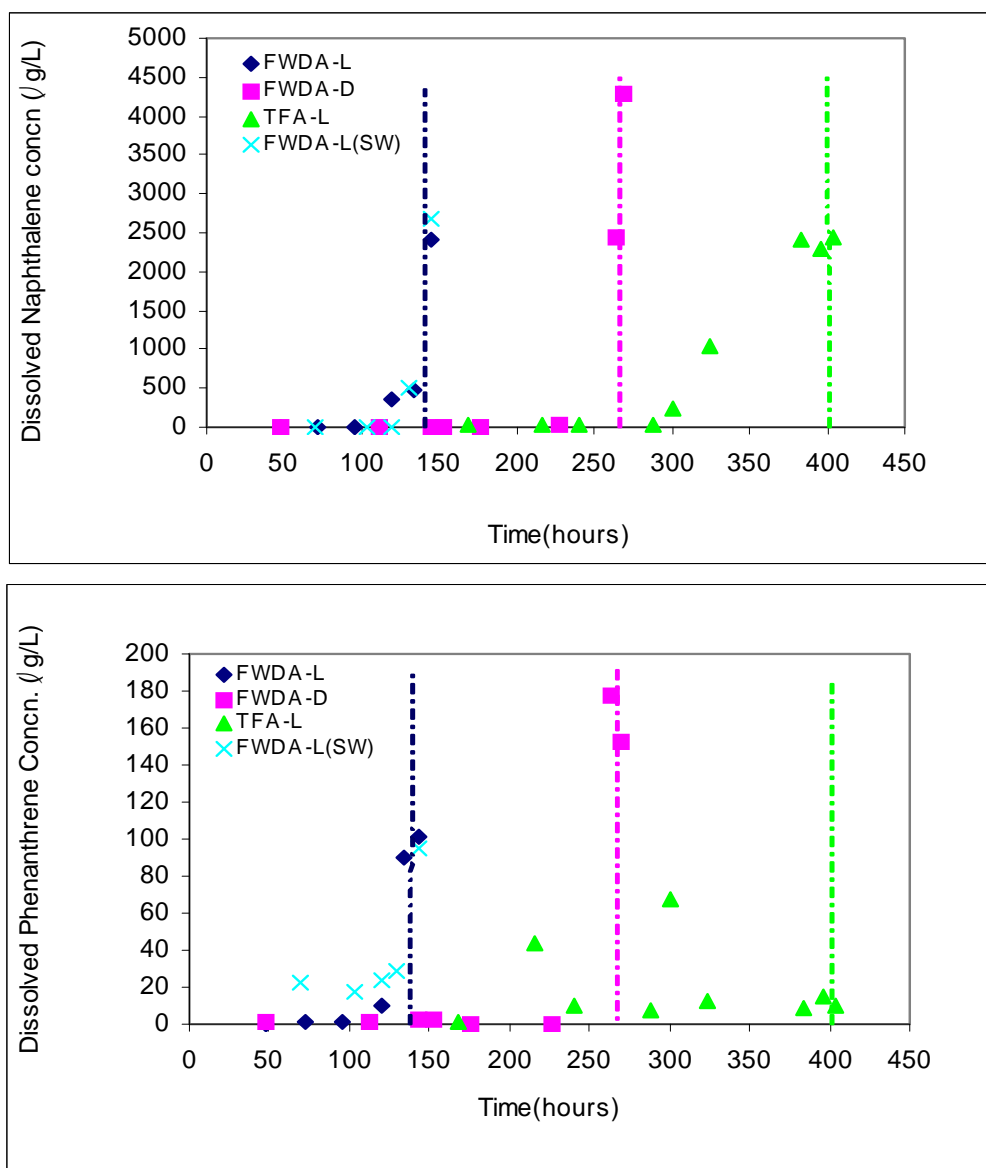 Dissolved Naphthalene concn (μg/L)
5000
4500
4000
3500
3000
2500
2000
1500
1000
500
0
FWDA-L
FWDA-D
TFA-L
FWDA-L(SW)
0 50 100 150 200 250 300 350 400 450
Time(hours)
Dissolved Phenanthrene Concn. (μg/L)
200
180
160
140
120
100
80
60
40
20
0
FWDA-L
FWDA-D
TFA-L
FWDA-L(SW)
0 50 100 150 200 250 300 350 400 450
Time(hours)